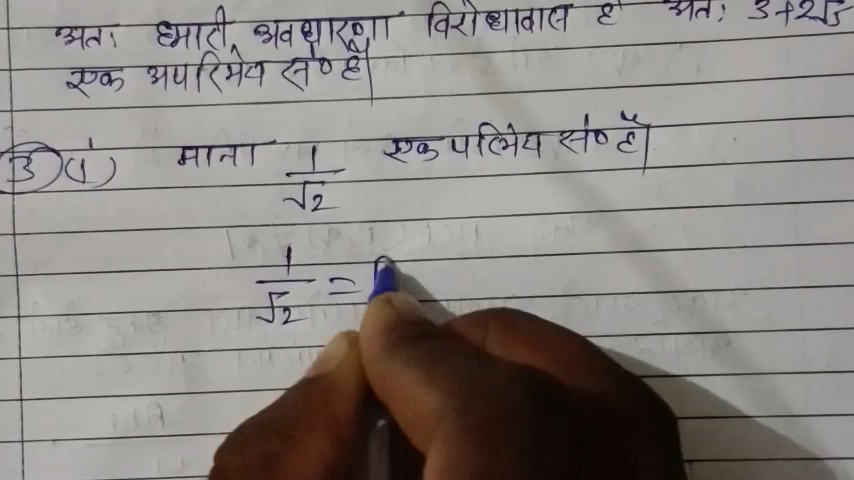 अतः हमारी अवधारणा विरोधावास है अतः 3+2√5
एक अपरिमेय सं० है।
3 (i) माना 1/√2 एक परिमेय सं० है।
1/√2 =